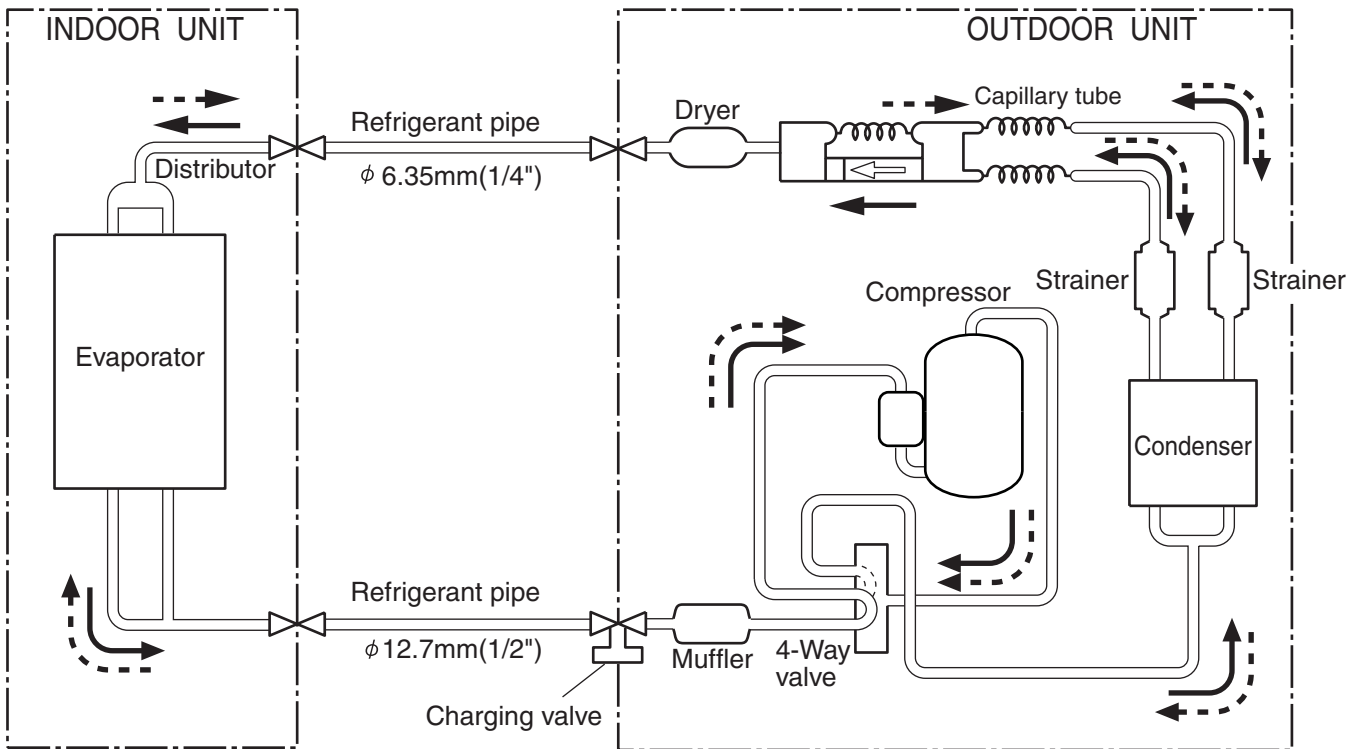 INDOOR UNIT
OUTDOOR UNIT
Refrigerant pipe
Dryer
Capillary tube
Distributor
ϕ 6.35mm(1/4")
Strainer
Strainer
Compressor
Evaporator
Condenser
Refrigerant pipe
ϕ 12.7mm(1/2")
Muffler
4-Way
valve
Charging valve